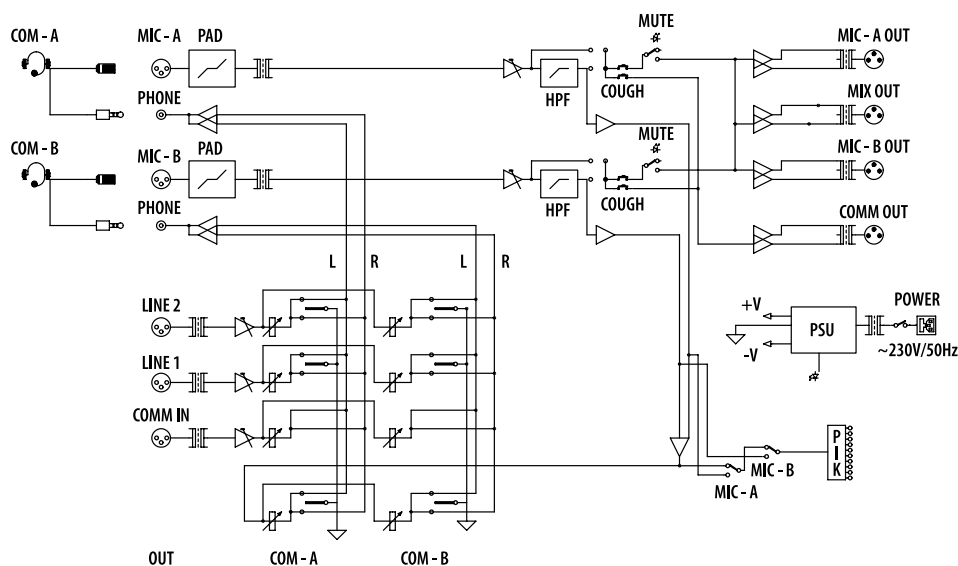 COM - A
MIC - A
PAD
PHONE
HPF
COUGH
MUTE
MIC - A OUT
MIX OUT
COM - B
MIC - B
PAD
PHONE
HPF
COUGH
MUTE
MIC - B OUT
COMM OUT
L
R
L
R
LINE 2
LINE 1
COMM IN
+V
-V
PSU
POWER
~230V/50Hz
MIC - A
MIC - B
P
I
K
OUT
COM - A
COM - B